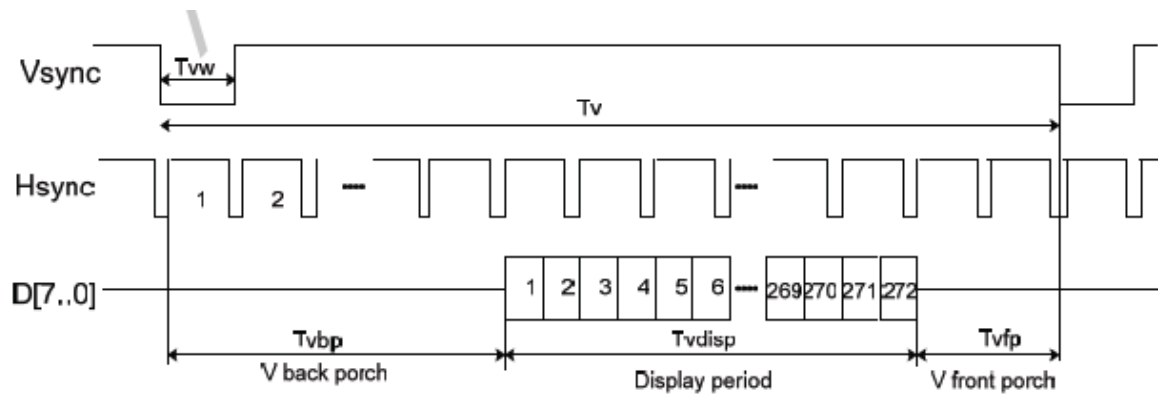 Vsync
Tvw
Tv
Hsync
1 2 ---- ----
D[7..0]
1 2 3 4 5 6 ---- 269 270 271 272
Tvbp Tvdisp Tvfp
V back porch Display period V front porch